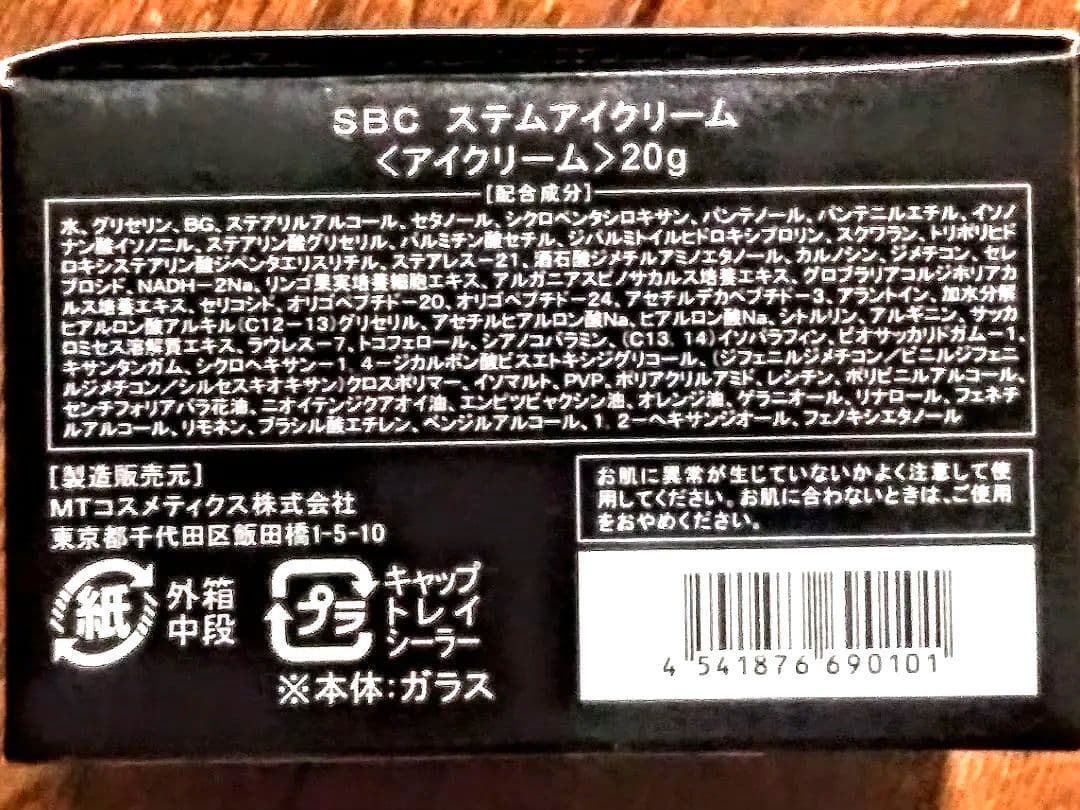 SBC ステムアイクリーム
〈アイクリーム〉20g
[配合成分]
水、グリセリン、BG、ステアリルアルコール、セタノール、シクロペンタシロキサン、パンテノール、パンテニルエチル、イソノ
ナン酸イソノニル、ステアリン酸グリセリル、パルミチン酸セチル、ジパルミトイルヒドロキシプロリン、スクワラン、トリポリヒド
ロキシステアリン酸ジペンタエリスリチル、ステアレス－21、酒石酸ジメチルアミノエタノール、カルノシン、ジメチコン、セレ
ブロシド、NADH－2Na、リンゴ果実培養細胞エキス、アルガニアスピノサカルス培養エキス、グロブラリアコルジホリアカ
ルス培養エキス、セリコシド、オリゴペプチド－20、オリゴペプチド－24、アセチルデカペプチド－3、アラントイン、加水分解
ヒアルロン酸アルキル(C12－13)グリセリル、アセチルヒアルロン酸Na、ヒアルロン酸Na、シトルリン、アルギニン、サッカ
ロミセス溶解質エキス、ラウレス－7、トコフェロール、シアノコバラミン、(C13, 14)イソパラフィン、ビオサッカリドガム－1、
キサンタンガム、シクロヘキサン－1, 4－ジカルボン酸ビスエトキシジグリコール、(ジフェニルジメチコン／ビニルジフェニ
ルジメチコン／シルセスキオキサン)クロスポリマー、イソマルト、PVP、ポリアクリルアミド、レシチン、ポリビニルアルコール、
センチフォリアバラ花油、ニオイテンジクアオイ油、エンピツビャクシン油、オレンジ油、ゲラニオール、リナロール、フェネチ
ルアルコール、リモネン、ブラシル酸エチレン、ベンジルアルコール、1, 2－ヘキサンジオール、フェノキシエタノール
[製造販売元]
MTコスメティクス株式会社
東京都千代田区飯田橋1-5-10
お肌に異常が生じていないかよく注意して使
用してください。お肌に合わないときは、ご使用
をおやめください。
紙
外箱
中段
プラ
キャップ
トレイ
シーラー
※本体：ガラス
4 541876 690101